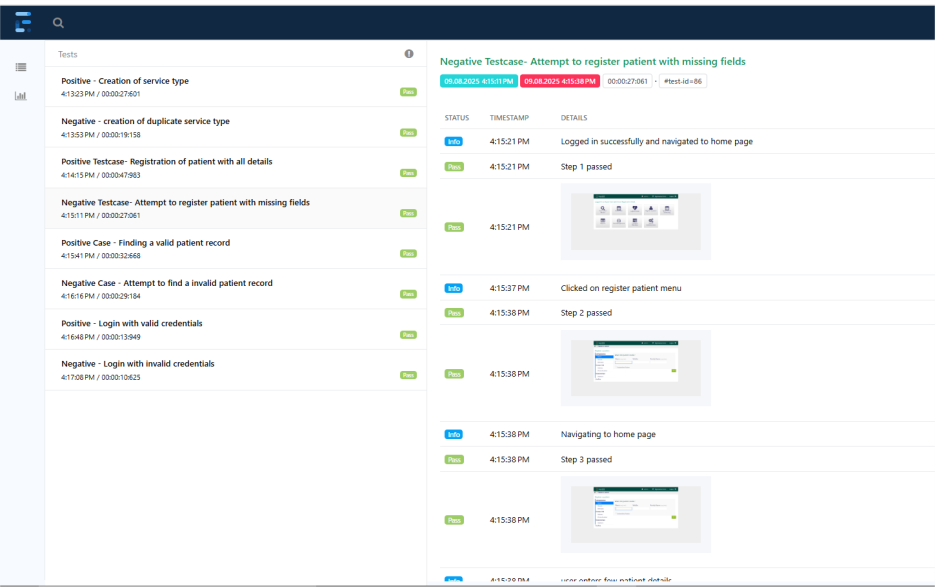 Tests
Positive - Creation of service type
4:13:23 PM / 00:00:27:601
Pass
Negative - creation of duplicate service type
4:13:53 PM / 00:00:19:158
Pass
Positive Testcase- Registration of patient with all details
4:14:15 PM / 00:00:47:983
Pass
Negative Testcase- Attempt to register patient with missing fields
4:15:11 PM / 00:00:27:061
Pass
Positive Case - Finding a valid patient record
4:15:41 PM / 00:00:32:668
Pass
Negative Case - Attempt to find a invalid patient record
4:16:16 PM / 00:00:29:184
Pass
Positive - Login with valid credentials
4:16:48 PM / 00:00:13:949
Pass
Negative - Login with invalid credentials
4:17:08 PM / 00:00:10:625
Pass
Negative Testcase- Attempt to register patient with missing fields
09.08.2025 4:15:11 PM 09.08.2025 4:15:38 PM 00:00:27:061 · #test-id=86
STATUS TIMESTAMP DETAILS
Info 4:15:21 PM Logged in successfully and navigated to home page
Pass 4:15:21 PM Step 1 passed
Pass 4:15:21 PM
Info 4:15:37 PM Clicked on register patient menu
Pass 4:15:38 PM Step 2 passed
Pass 4:15:38 PM
Info 4:15:38 PM Navigating to home page
Pass 4:15:38 PM Step 3 passed
Pass 4:15:38 PM
Info 4:15:38 PM user enters few patient details